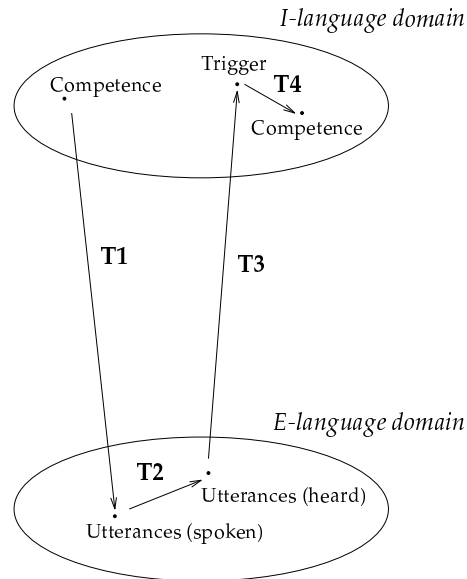 I-language domain
Trigger
T4
Competence
Competence
T1
T3
E-language domain
T2
Utterances (heard)
Utterances (spoken)